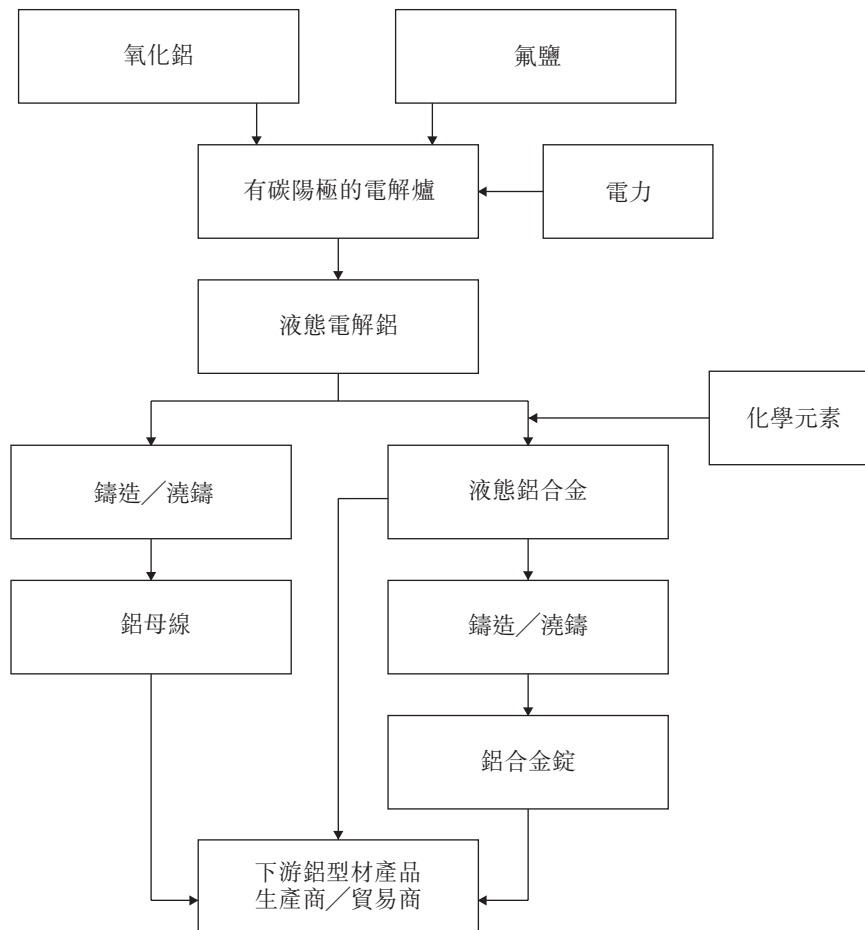 氧化鋁
氟鹽
有碳陽極的電解爐
電力
液態電解鋁
化學元素
鑄造╱澆鑄
液態鋁合金
鋁母線
鑄造╱澆鑄
鋁合金錠
下游鋁型材產品
生產商╱貿易商